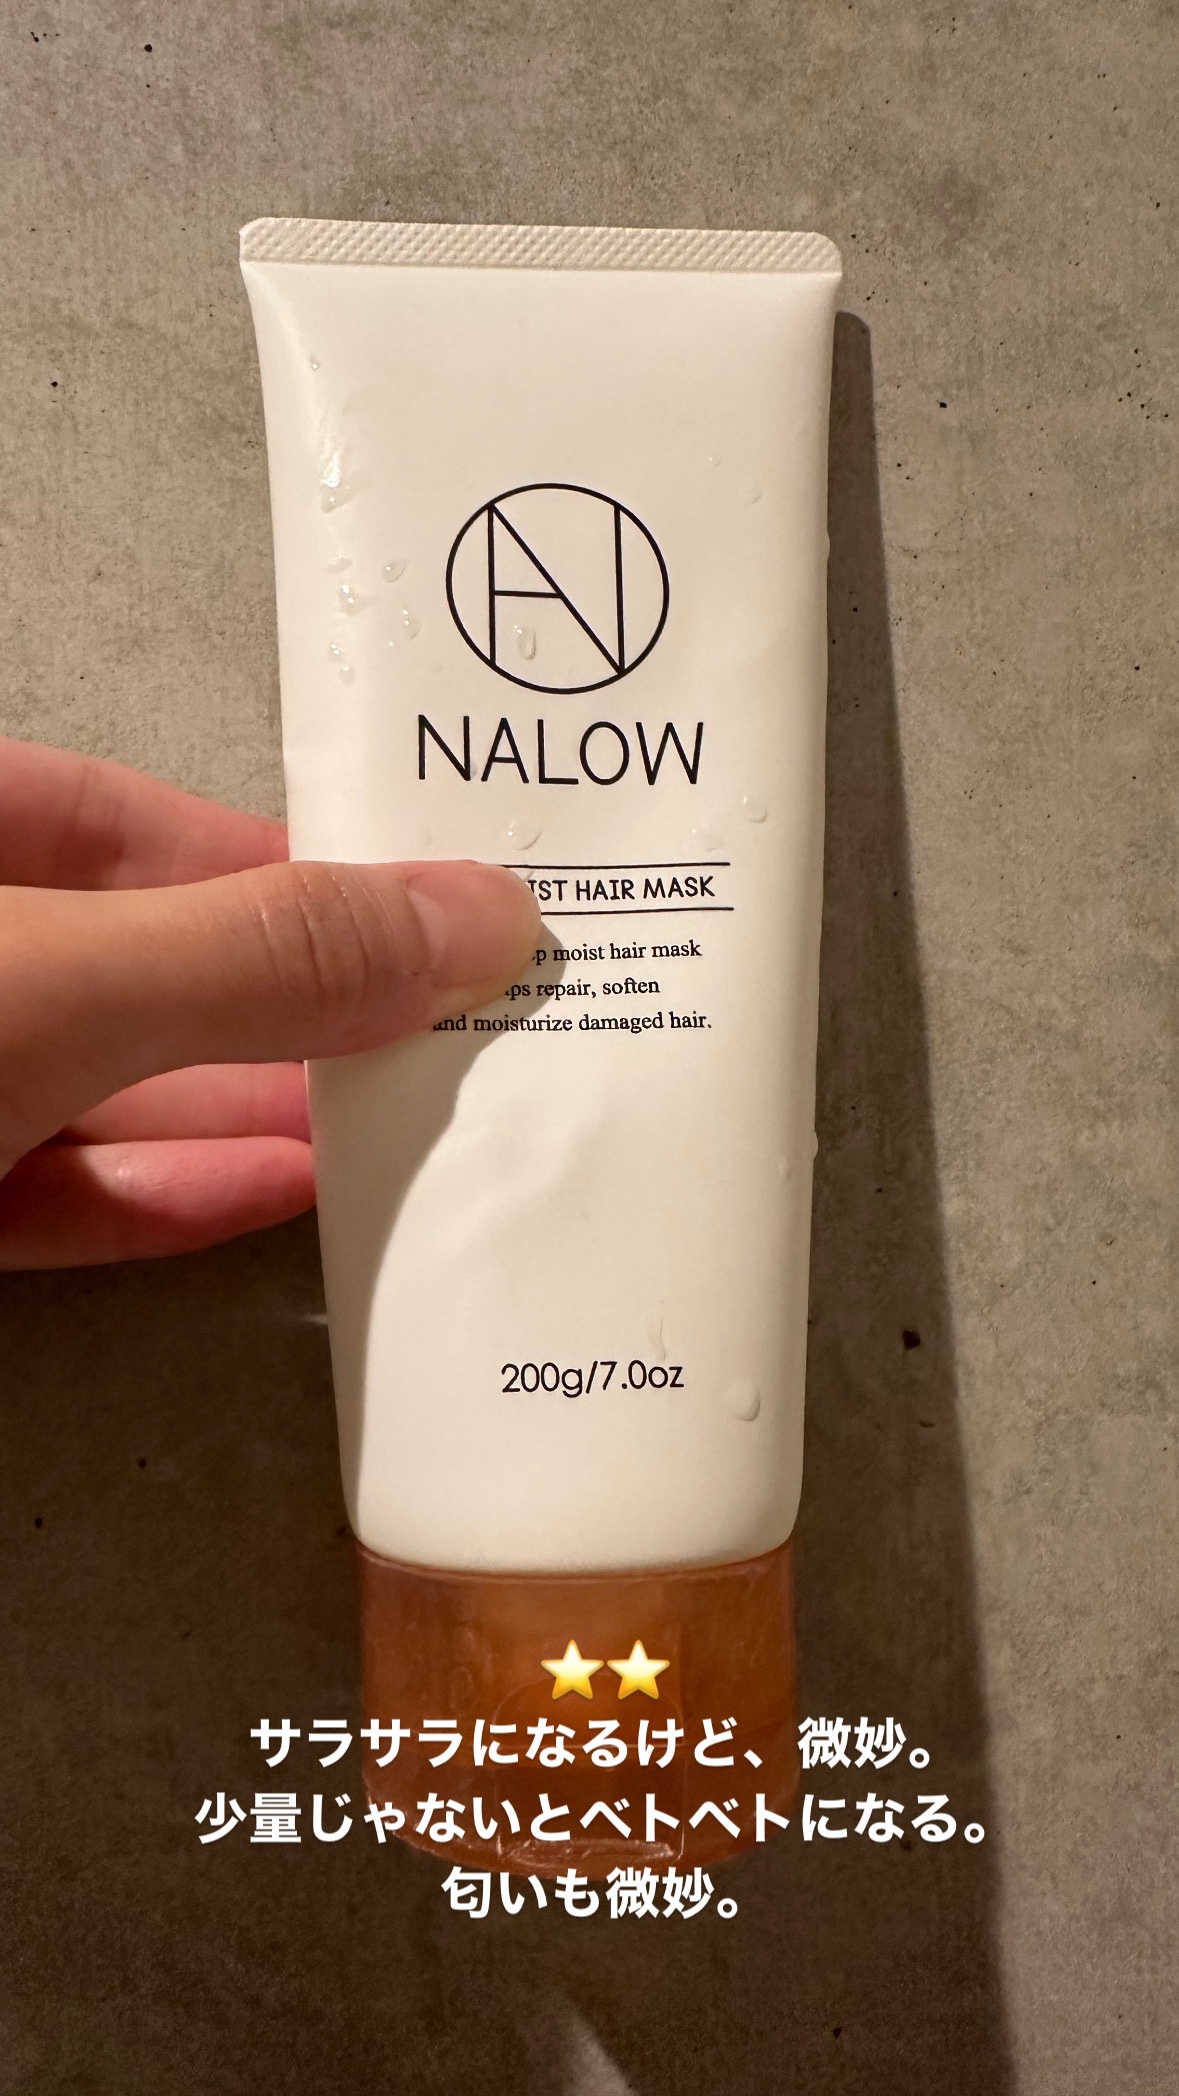 NALOW
HAIR MASK
moist hair mask
repair, soften
moisturize damaged hair.
200g/7.0oz
⭐⭐
サラサラになるけど、微妙。
少量じゃないとベトベトになる。
匂いも微妙。